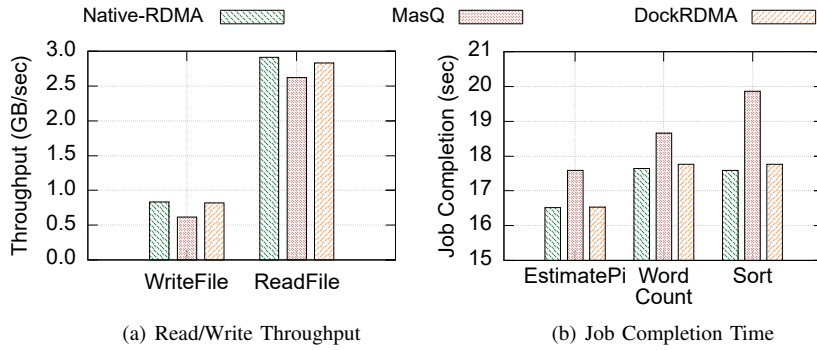 Native-RDMA MasQ DockRDMA
Throughput (GB/sec)
3.0
2.5
2.0
1.5
1.0
0.5
0.0
WriteFile ReadFile
(a) Read/Write Throughput
Job Completion (sec)
21
20
19
18
17
16
15
EstimatePi Word Sort
Count
(b) Job Completion Time